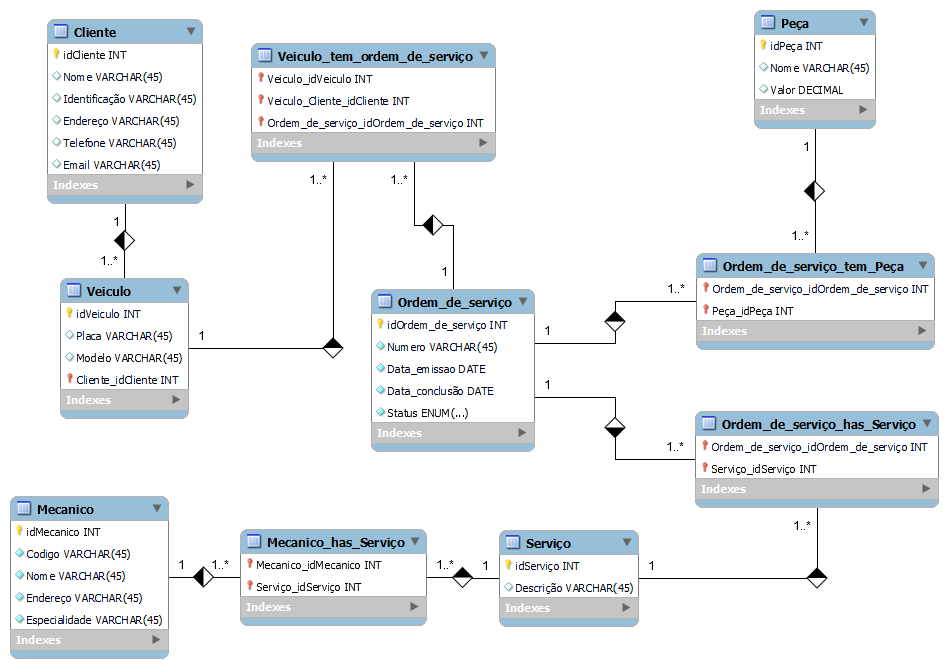 Cliente
idCliente INT
Nome VARCHAR(45)
Identificação VARCHAR(45)
Endereço VARCHAR(45)
Telefone VARCHAR(45)
Email VARCHAR(45)
Indexes
Veiculo_tem_ordem_de_serviço
Veiculo_idVeiculo INT
Veiculo_Cliente_idCliente INT
Ordem_de_serviço_idOrdem_de_serviço INT
Indexes
Peça
idPeça INT
Nome VARCHAR(45)
Valor DECIMAL
Indexes
1
1..*
1..*
1..*
1
1
1..*
Veiculo
idVeiculo INT
Placa VARCHAR(45)
Modelo VARCHAR(45)
Cliente_idCliente INT
Indexes
1
Ordem_de_serviço
idOrdem_de_serviço INT
Numero VARCHAR(45)
Data_emissao DATE
Data_conclusão DATE
Status ENUM(...)
Indexes
1
1..*
1
1..*
Ordem_de_serviço_tem_Peça
Ordem_de_serviço_idOrdem_de_serviço INT
Peça_idPeça INT
Indexes
Ordem_de_serviço_has_Serviço
Ordem_de_serviço_idOrdem_de_serviço INT
Serviço_idServiço INT
Indexes
1..*
Mecanico
idMecanico INT
Codigo VARCHAR(45)
Nome VARCHAR(45)
Endereço VARCHAR(45)
Especialidade VARCHAR(45)
Indexes
1
1..*
Mecanico_has_Serviço
Mecanico_idMecanico INT
Serviço_idServiço INT
Indexes
1..*
1
Serviço
idServiço INT
Descrição VARCHAR(45)
Indexes
1